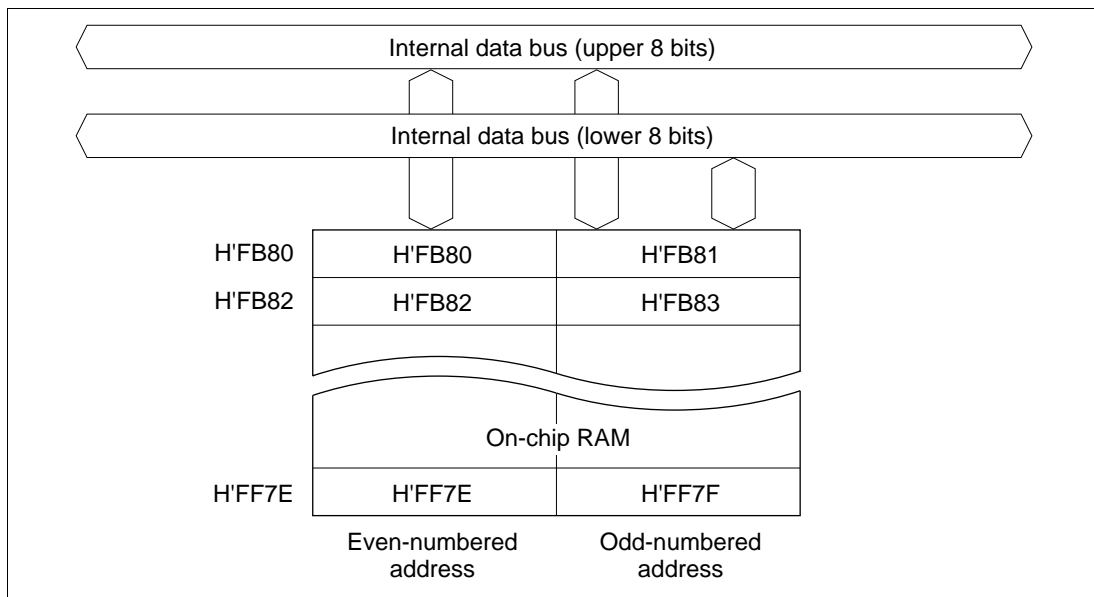 Internal data bus (upper 8 bits)
Internal data bus (lower 8 bits)
H'FB80 H'FB80 H'FB81
H'FB82 H'FB82 H'FB83
On-chip RAM
H'FF7E H'FF7E H'FF7F
Even-numbered address
Odd-numbered address